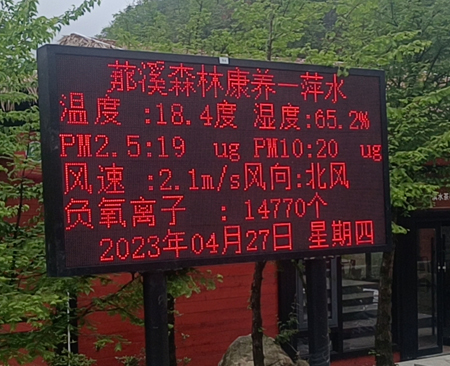 蓢溪森林康养一萍水
温度 :18.4度 湿度:65.2%
PM2.5:19 ug PM10:20 ug
风速 :2.1m/s风向:北风
负氧离子 : 14770个
2023年04月27日 星期四